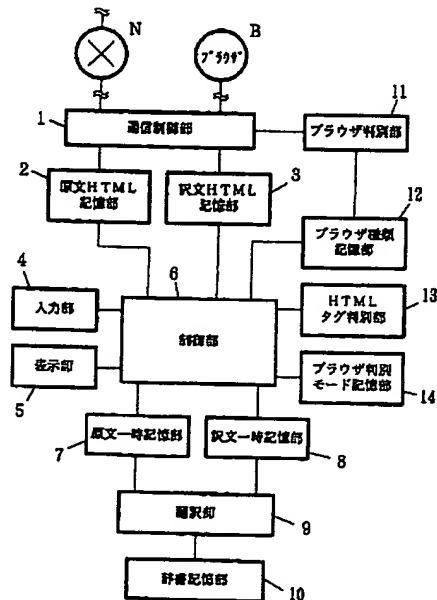 N
B
ブラウザ
1
通信制御部
11
ブラウザ判別部
2
原文HTML
記憶部
3
訳文HTML
記憶部
12
ブラウザ種類
記憶部
6
制御部
4
入力部
5
表示部
13
HTML
タグ判別部
14
ブラウザ判別
モード記憶部
7
原文一時記憶部
8
訳文一時記憶部
9
翻訳部
10
辞書記憶部